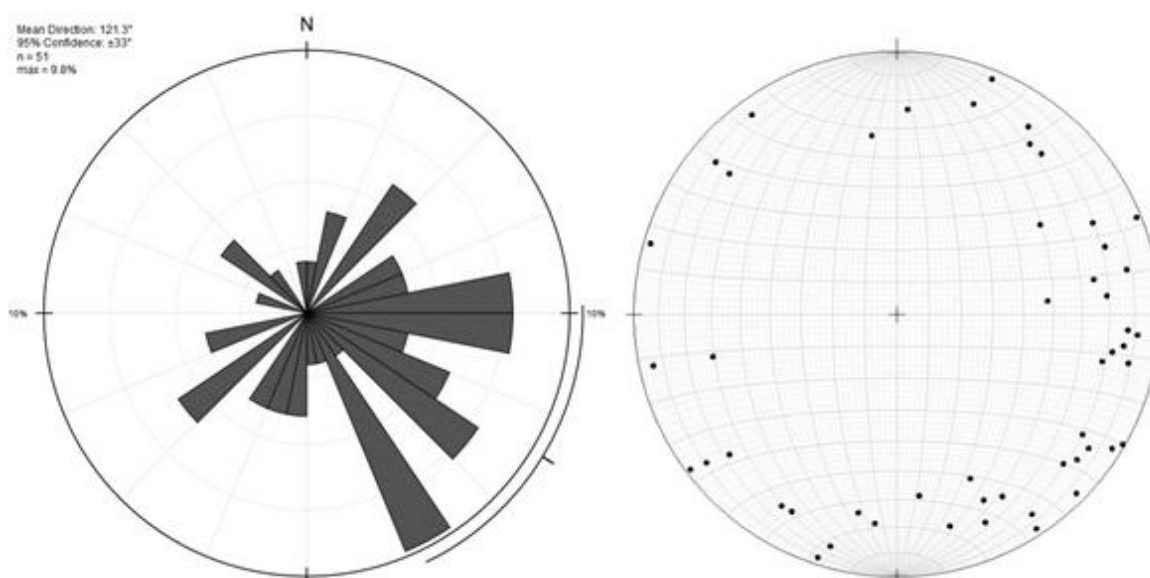 Mean Direction: 121.3°
95% Confidence: ±33°
n = 51
max = 9.8%
N
10%
10%